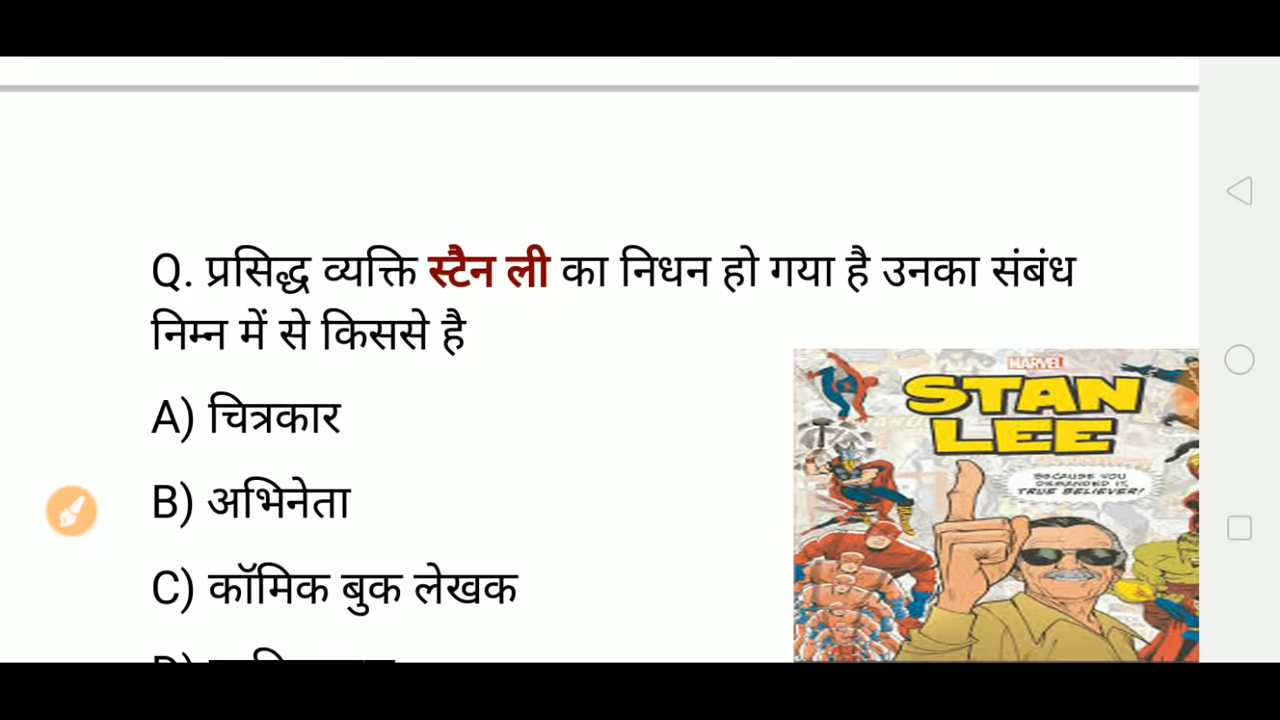 Q. प्रसिद्ध व्यक्ति स्टैन ली का निधन हो गया है उनका संबंध
निम्न में से किससे है
A) चित्रकार
B) अभिनेता
C) कॉमिक बुक लेखक
D)
MARVEL
STAN
LEE
BECAUSE YOU
DEMANDED IT,
TRUE BELIEVER!